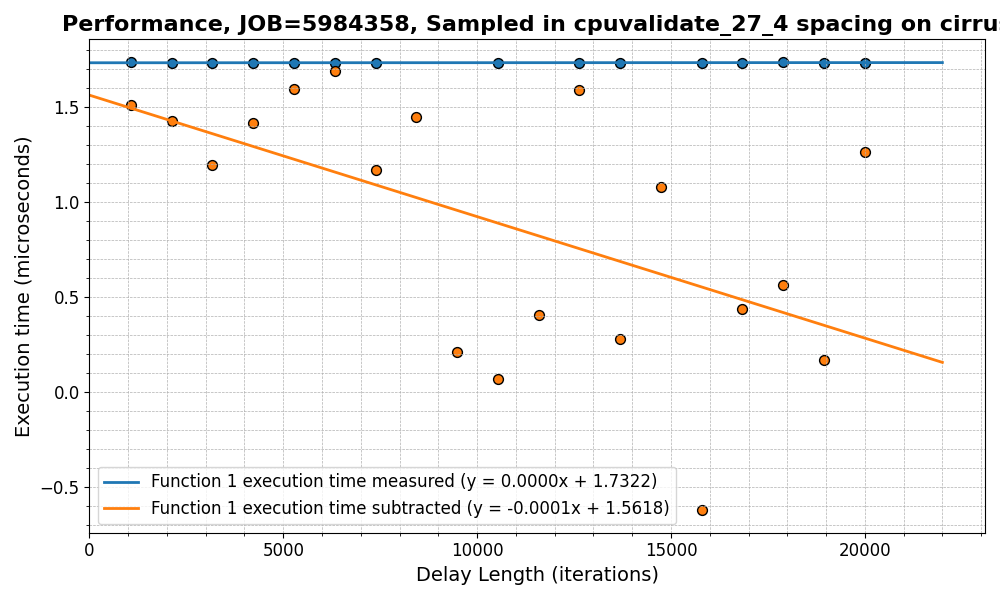 Performance, JOB=5984358, Sampled in cpuvalidate_27_4 spacing on cirrus
Execution time (microseconds)
1.5
1.0
0.5
0.0
−0.5
Function 1 execution time measured (y = 0.0000x + 1.7322)
Function 1 execution time subtracted (y = -0.0001x + 1.5618)
0 5000 10000 15000 20000
Delay Length (iterations)